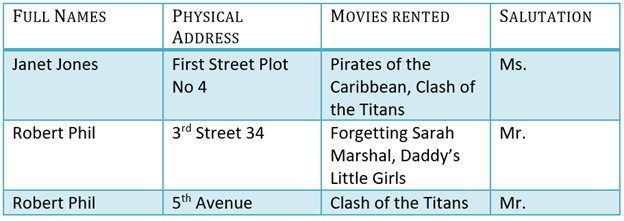 FULL NAMES PHYSICAL ADDRESS MOVIES RENTED SALUTATION
Janet Jones First Street Plot No 4 Pirates of the Caribbean, Clash of the Titans Ms.
Robert Phil 3rd Street 34 Forgetting Sarah Marshal, Daddy’s Little Girls Mr.
Robert Phil 5th Avenue Clash of the Titans Mr.